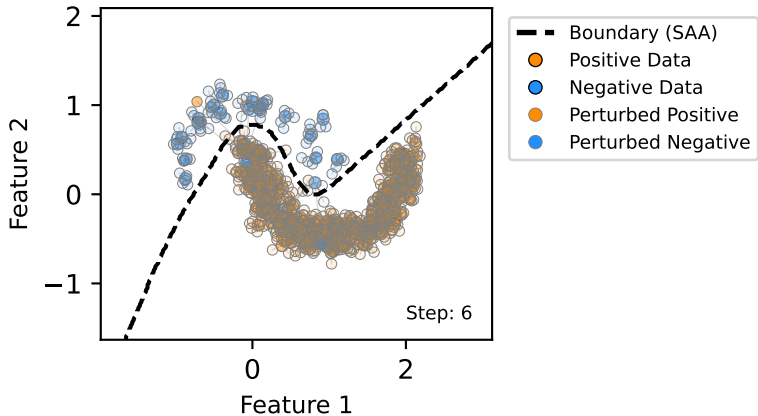 2
1
0
−1
Feature 2
0
2
Feature 1
Step: 6
Boundary (SAA)
Positive Data
Negative Data
Perturbed Positive
Perturbed Negative